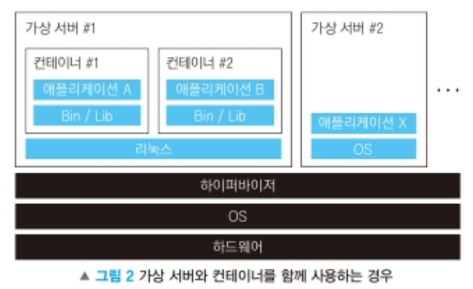 가상 서버 #1
컨테이너 #1
애플리케이션 A
Bin / Lib
컨테이너 #2
애플리케이션 B
Bin / Lib
리눅스
가상 서버 #2
애플리케이션 X
OS
...
하이퍼바이저
OS
하드웨어
▲ 그림 2 가상 서버와 컨테이너를 함께 사용하는 경우